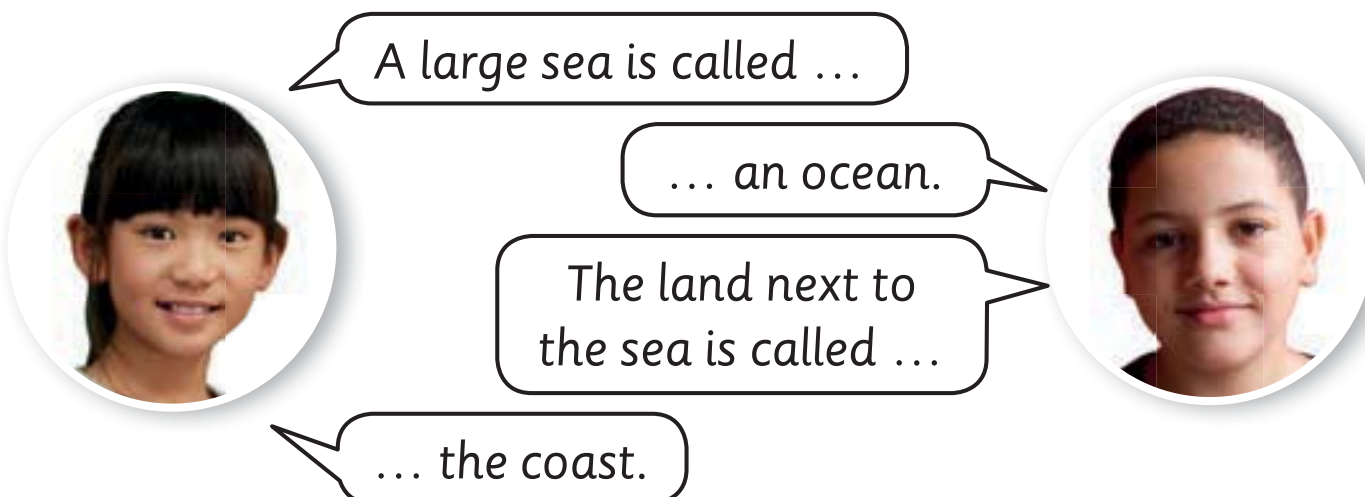 A large sea is called …
… an ocean.
The land next to
the sea is called …
… the coast.